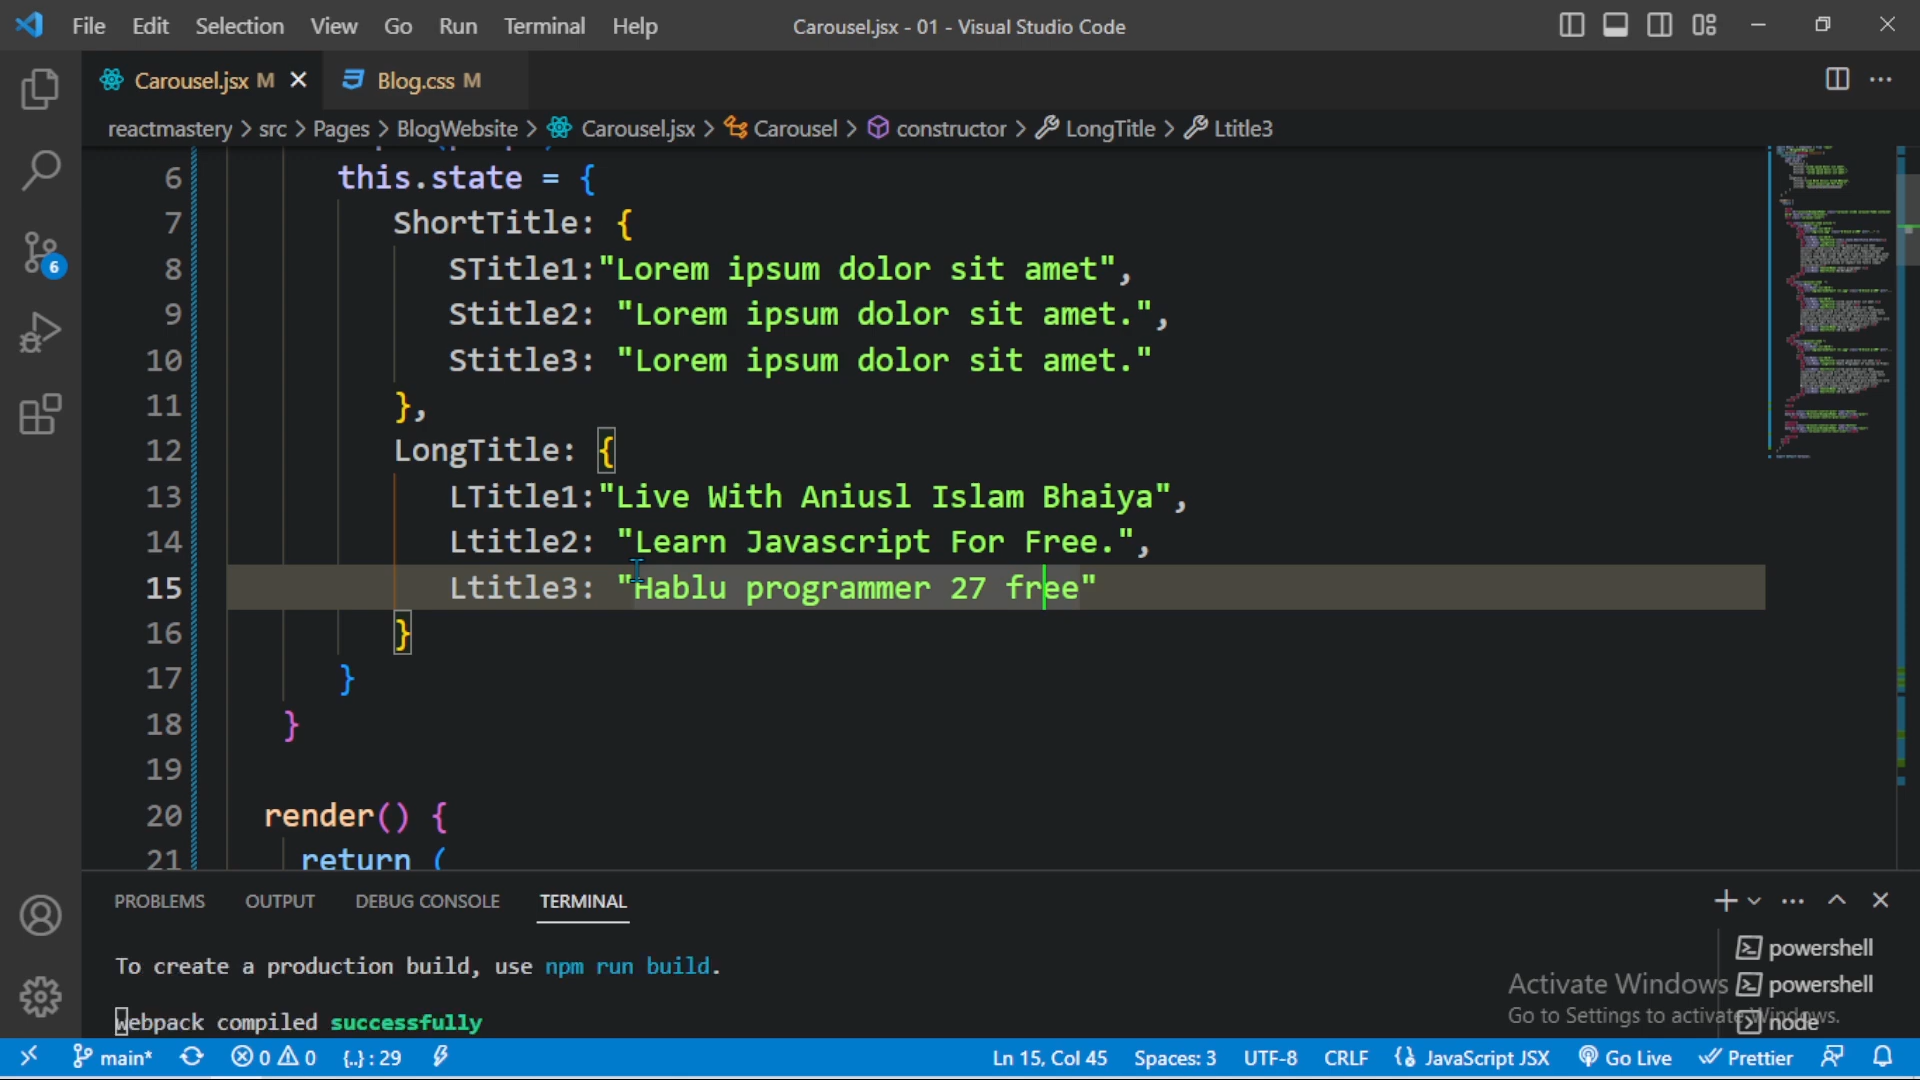 File Edit Selection View Go Run Terminal Help Carousel.jsx - 01 - Visual Studio Code
Carousel.jsx M Blog.css M
reactmastery > src > Pages > BlogWebsite > Carousel.jsx > Carousel > constructor > LongTitle > Ltitle3
6 this.state = {
7 ShortTitle: {
8 STitle1:"Lorem ipsum dolor sit amet",
9 Stitle2: "Lorem ipsum dolor sit amet.",
10 Stitle3: "Lorem ipsum dolor sit amet."
11 },
12 LongTitle: {
13 LTitle1:"Live With Aniusl Islam Bhaiya",
14 Ltitle2: "Learn Javascript For Free.",
15 Ltitle3: "Hablu programmer 27 free"
16 }
17 }
18 }
19
20 render() {
21 return (
6
PROBLEMS OUTPUT DEBUG CONSOLE TERMINAL
To create a production build, use npm run build.
webpack compiled successfully
powershell
powershell
node
Activate Windows
Go to Settings to activate Windows.
main* 0 0 {..} : 29 Ln 15, Col 45 Spaces: 3 UTF-8 CRLF JavaScript JSX Go Live Prettier